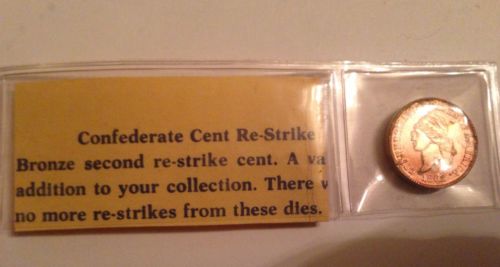 Confederate Cent Re-Strike
Bronze second re-strike cent. A va
addition to your collection. There
no more re-strikes from these dies.